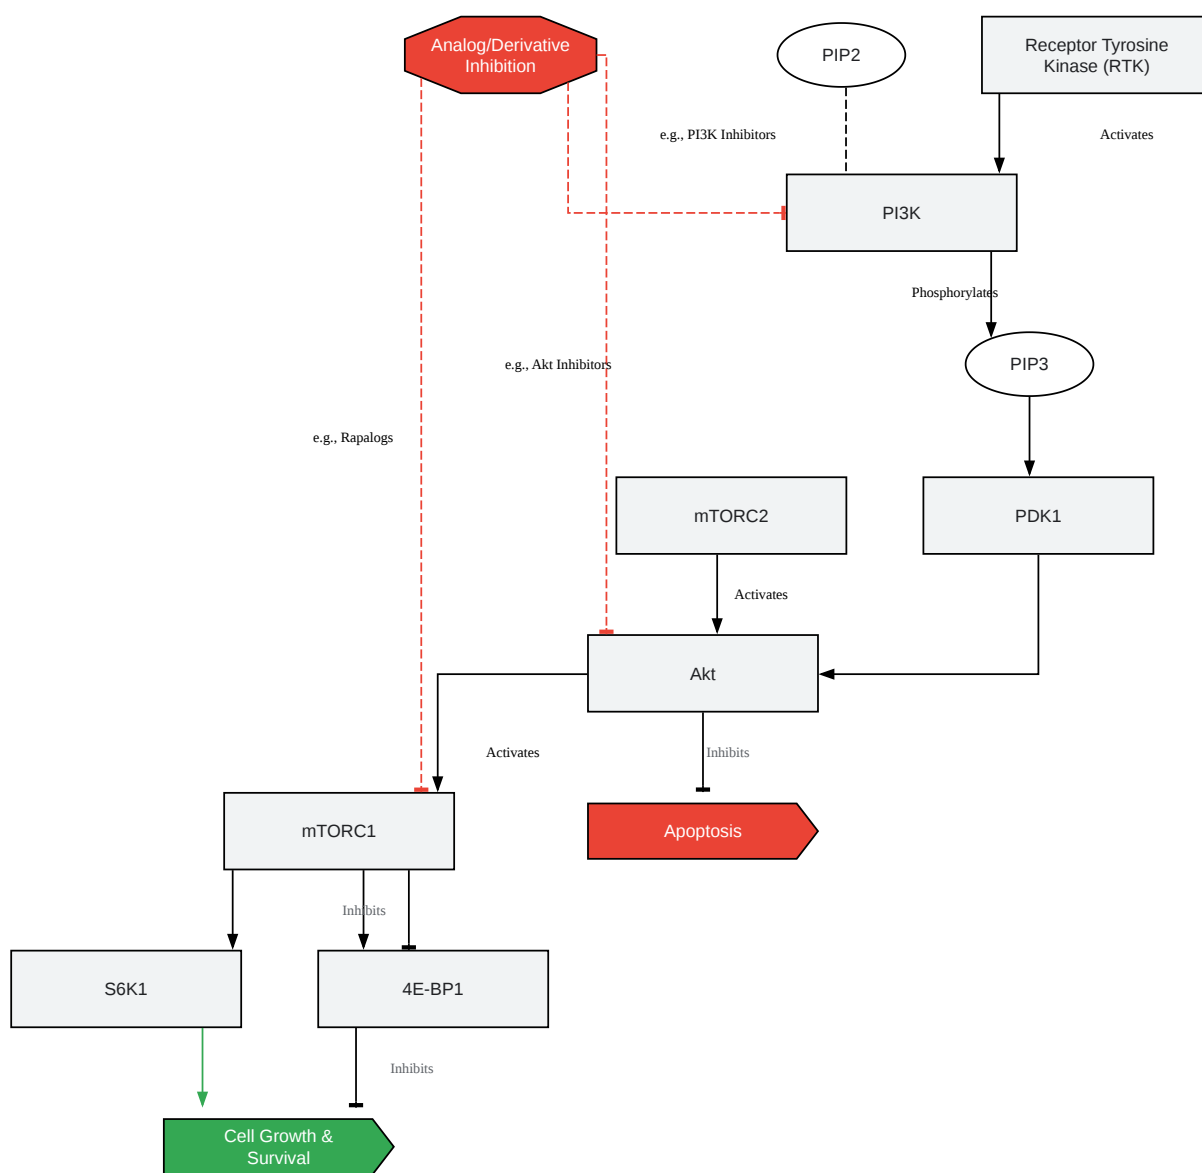 Analog/Derivative
Inhibition
PIP2
Receptor Tyrosine
Kinase (RTK)
e.g., PI3K Inhibitors
Activates
PI3K
Phosphorylates
PIP3
e.g., Akt Inhibitors
e.g., Rapalogs
mTORC2
PDK1
Activates
Akt
Activates
Inhibits
mTORC1
Apoptosis
Inhibits
S6K1
4E-BP1
Inhibits
Cell Growth &
Survival